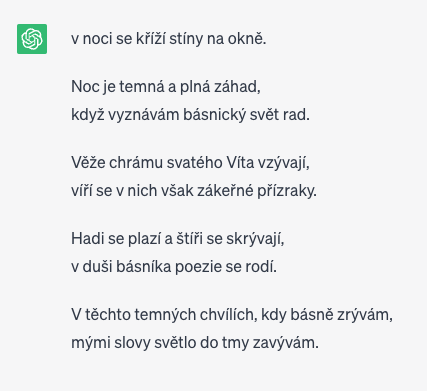 v noci se kříží stíny na okně.
Noc je temná a plná záhad,
když vyznávám básnický svět rad.
Věže chrámu svatého Víta vzývají,
víří se v nich však zákeřné přízraky.
Hadi se plazí a štíři se skrývají,
v duši básníka poezie se rodí.
V těchto temných chvílích, kdy básně zrývám,
mými slovy světlo do tmy zavývám.